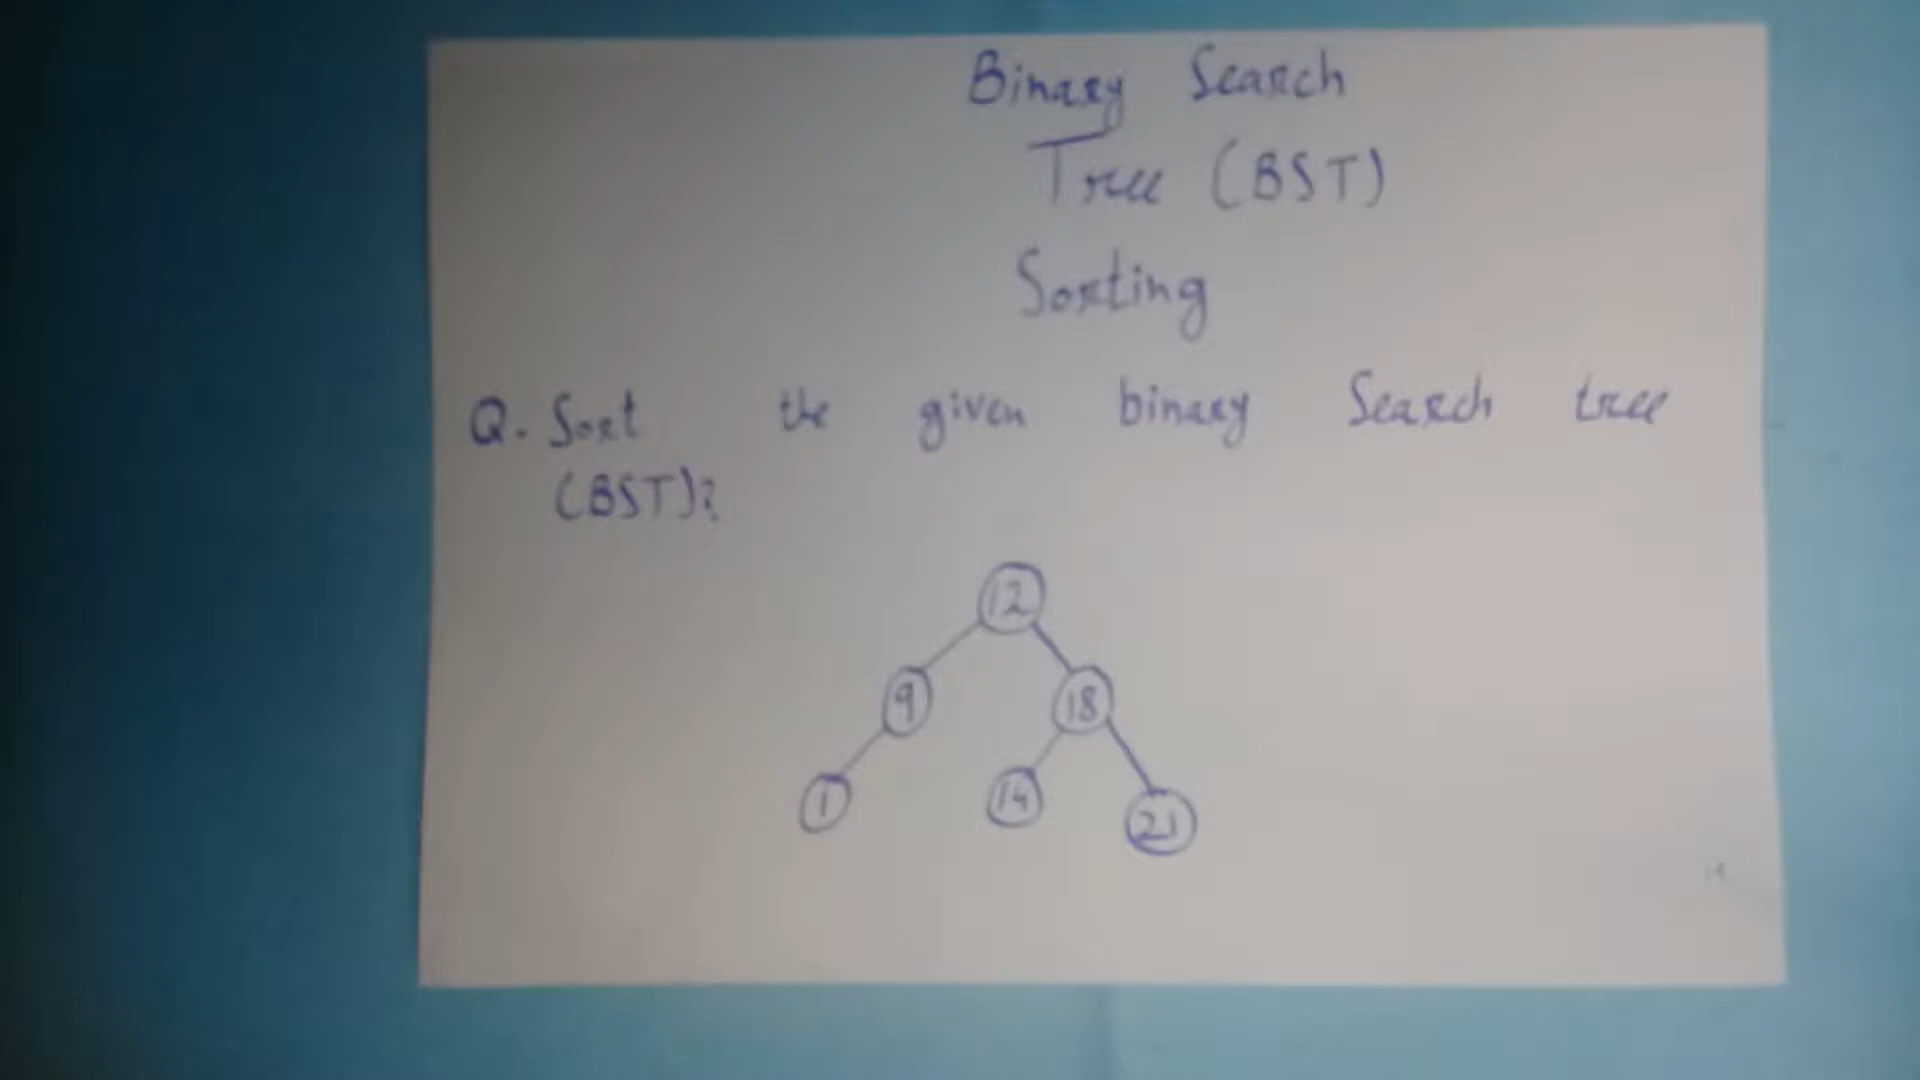 Binary Search
Tree (BST)
Sorting
Q. Sort the given binary Search tree
(BST)?
12
9 18
1 14 21